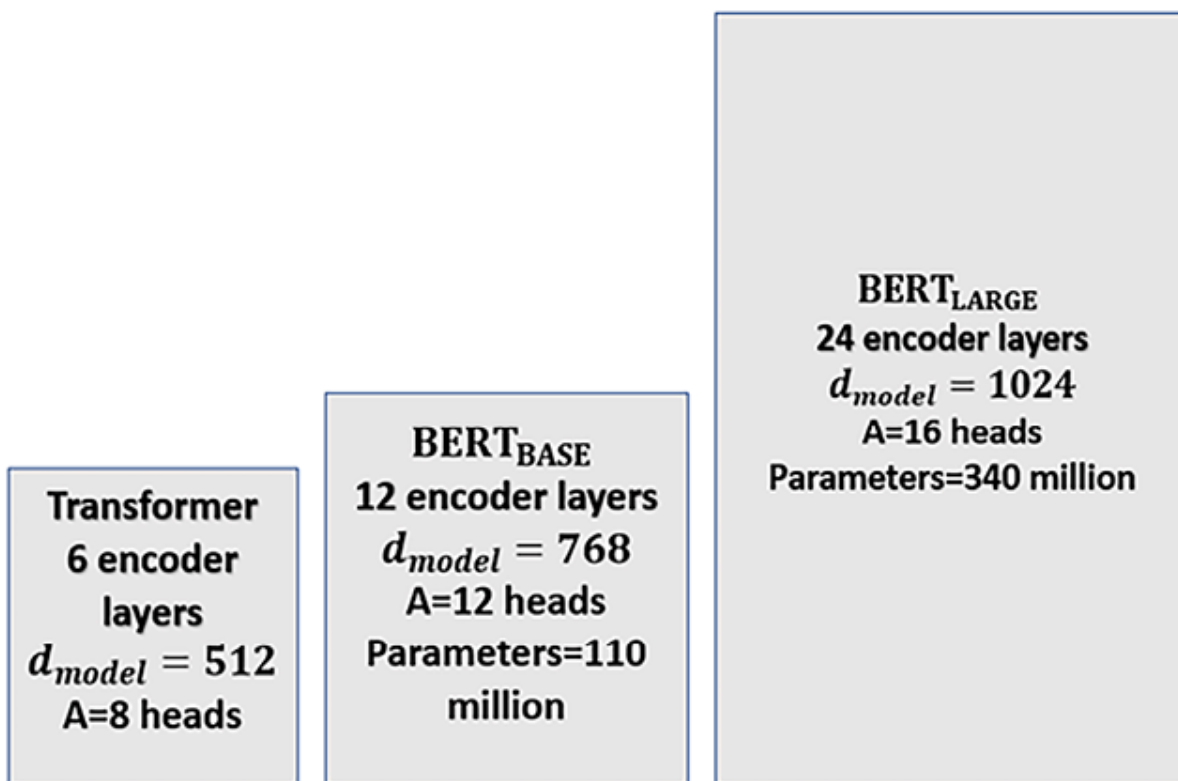 Transformer
6 encoder
layers
d_model = 512
A=8 heads
BERT_BASE
12 encoder layers
d_model = 768
A=12 heads
Parameters=110
million
BERT_LARGE
24 encoder layers
d_model = 1024
A=16 heads
Parameters=340 million